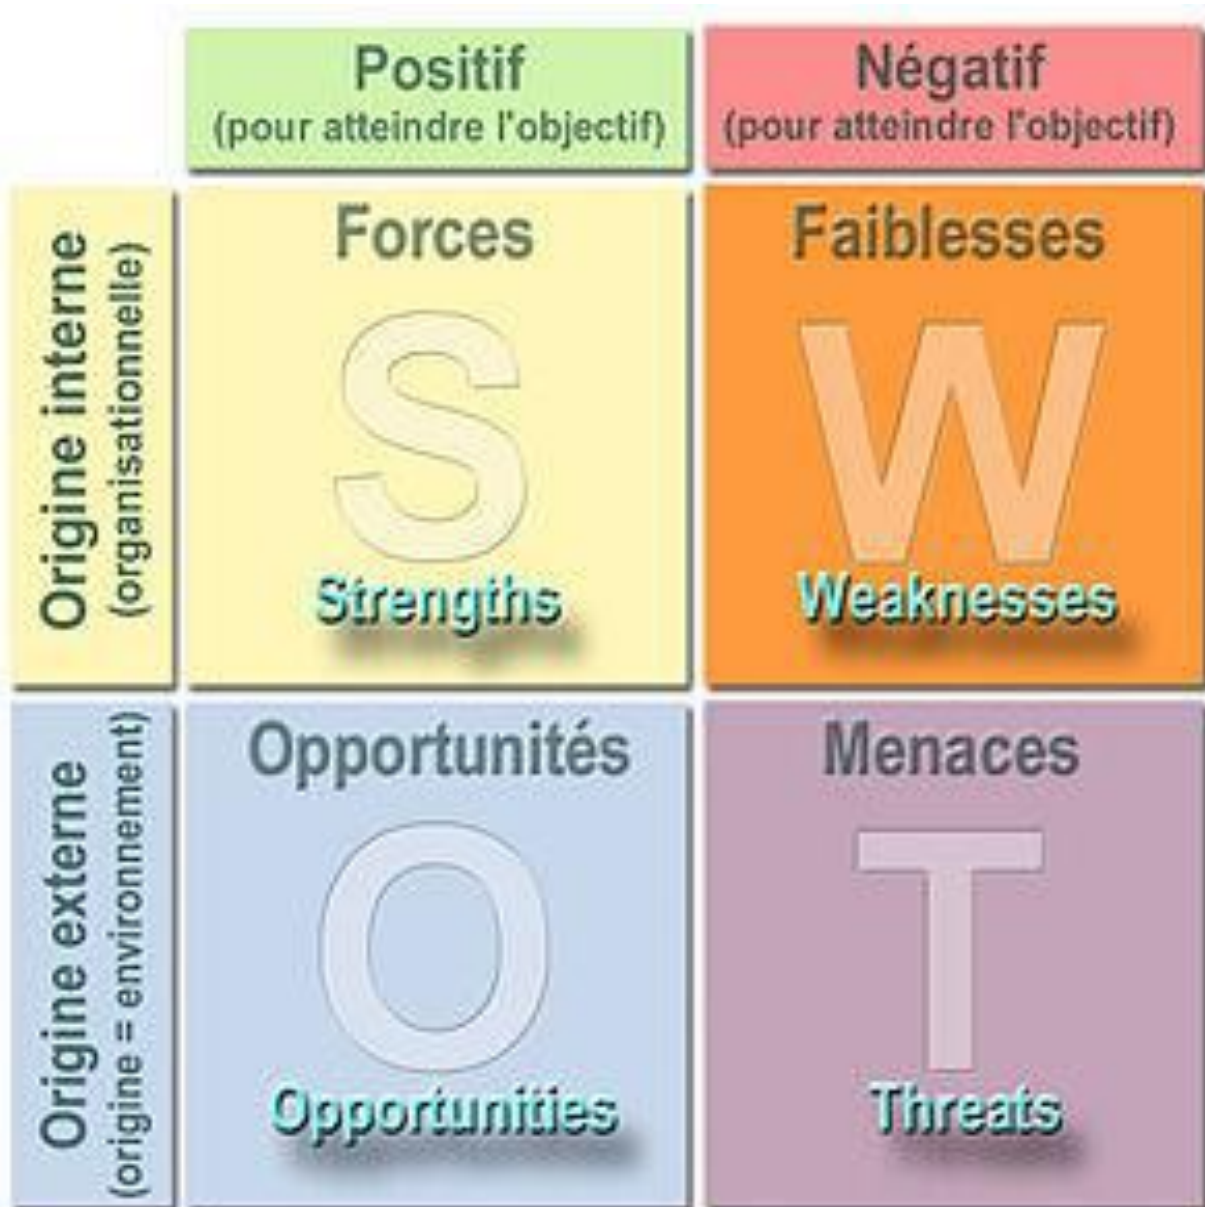 Positif
(pour atteindre l'objectif)
Négatif
(pour atteindre l'objectif)
Origine interne
(organisationnelle)
Forces
S
Strengths
Faiblesses
W
Weaknesses
Origine externe
(origine = environnement)
Opportunités
O
Opportunities
Menaces
T
Threats